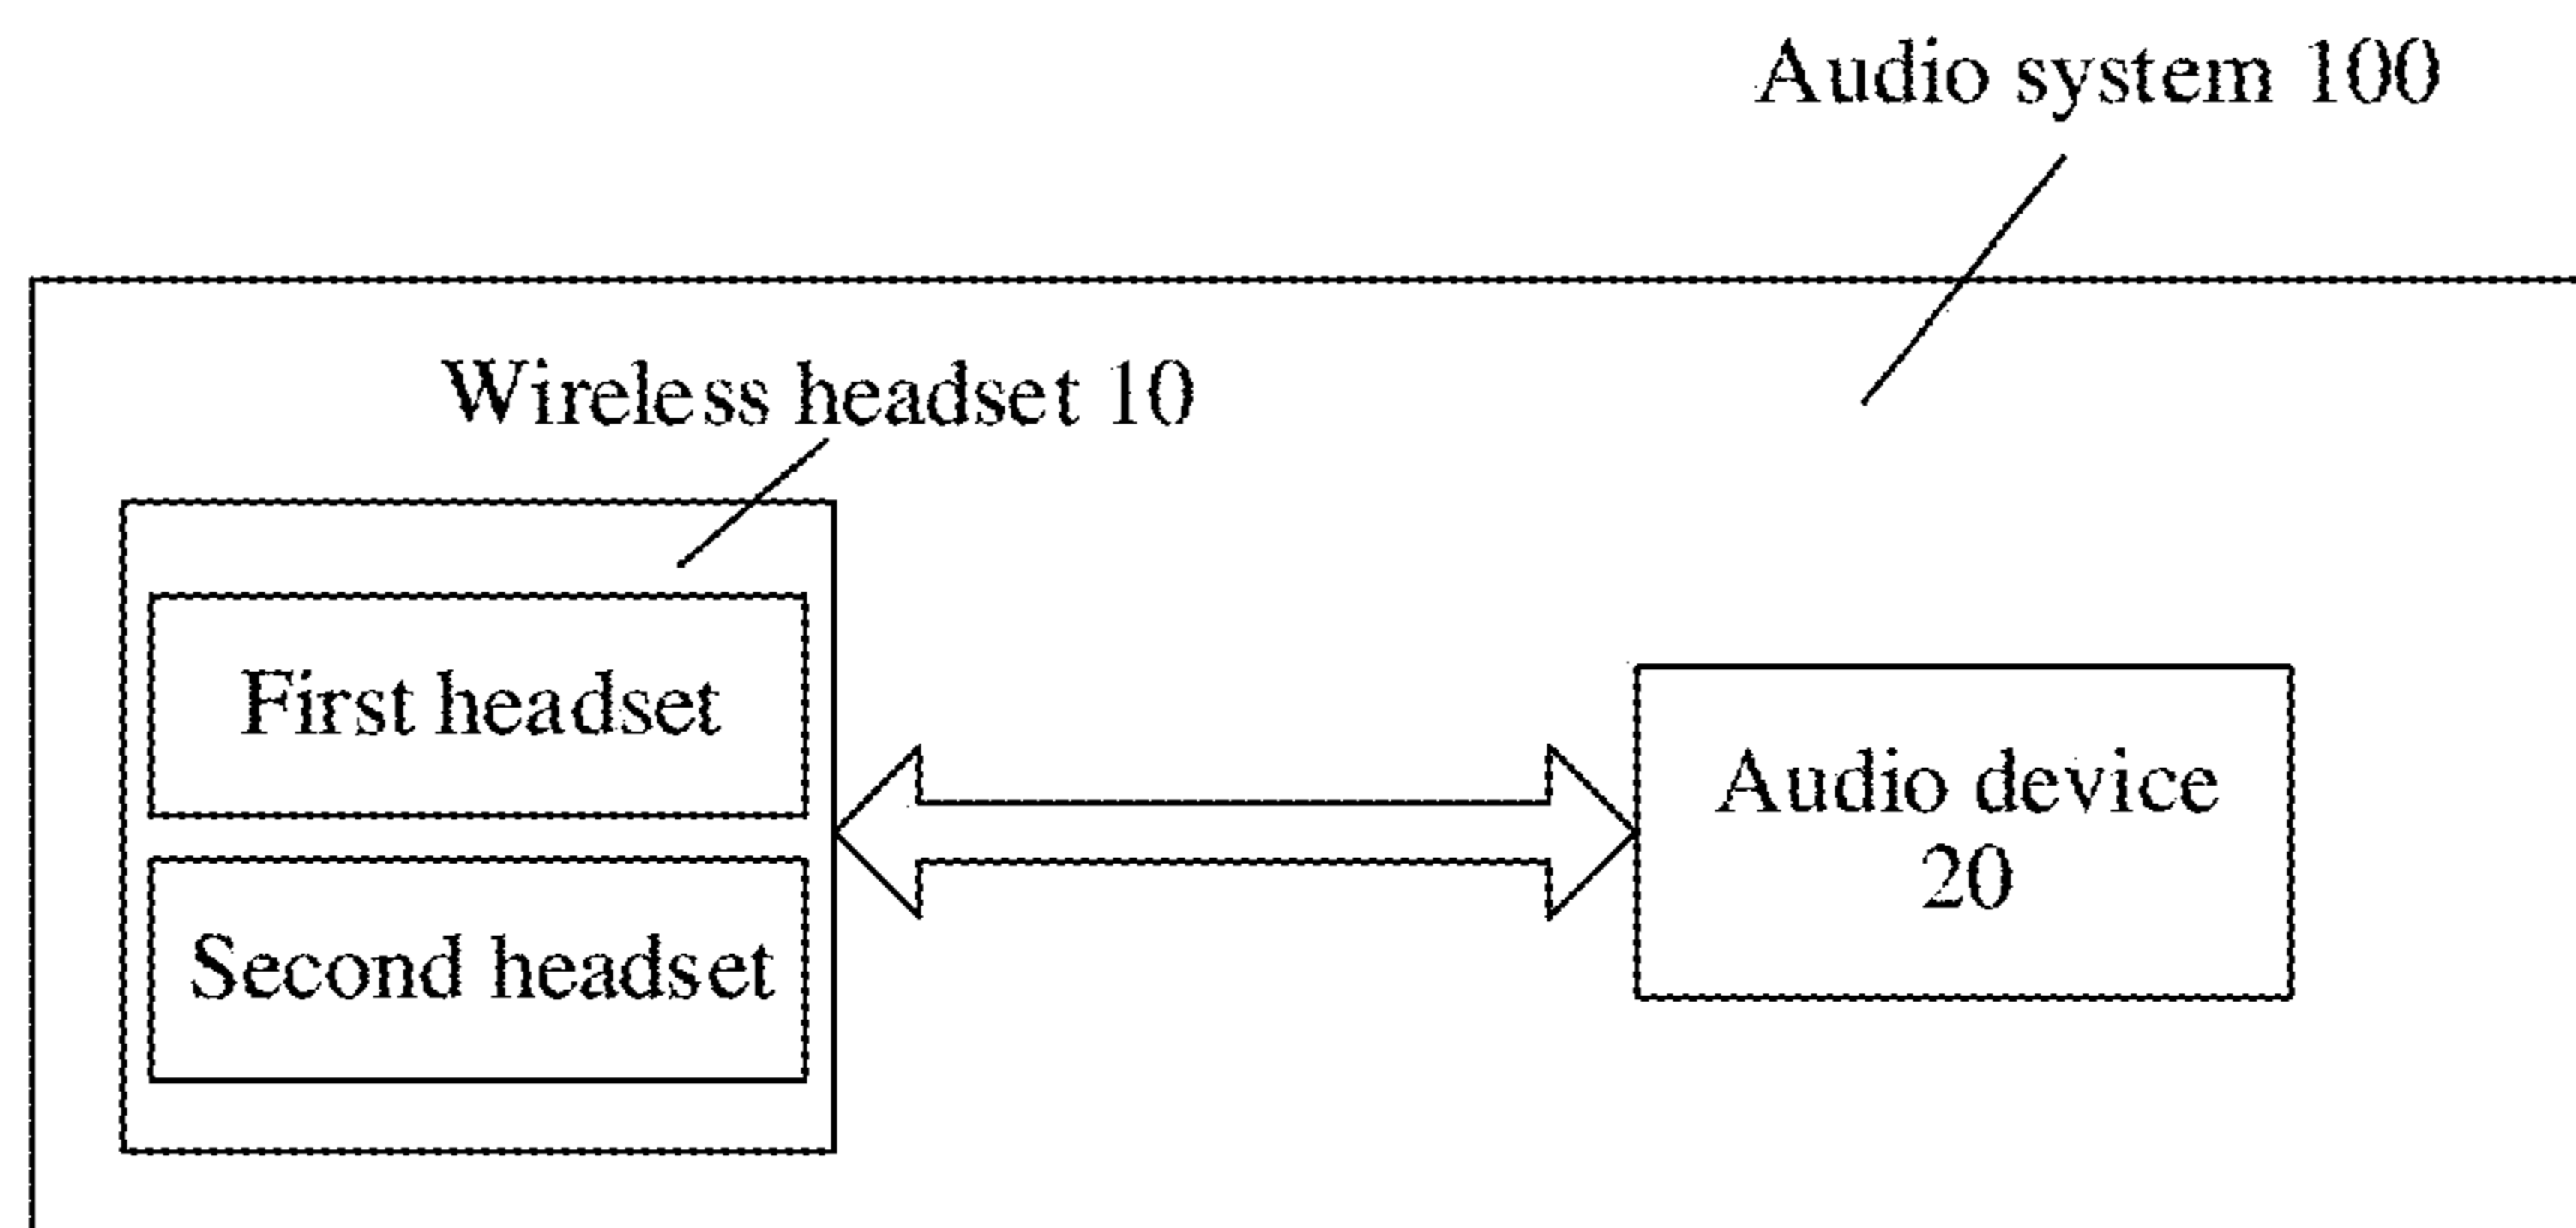 Audio system 100
Wireless headset 10
First headset
Second headset
Audio device
20